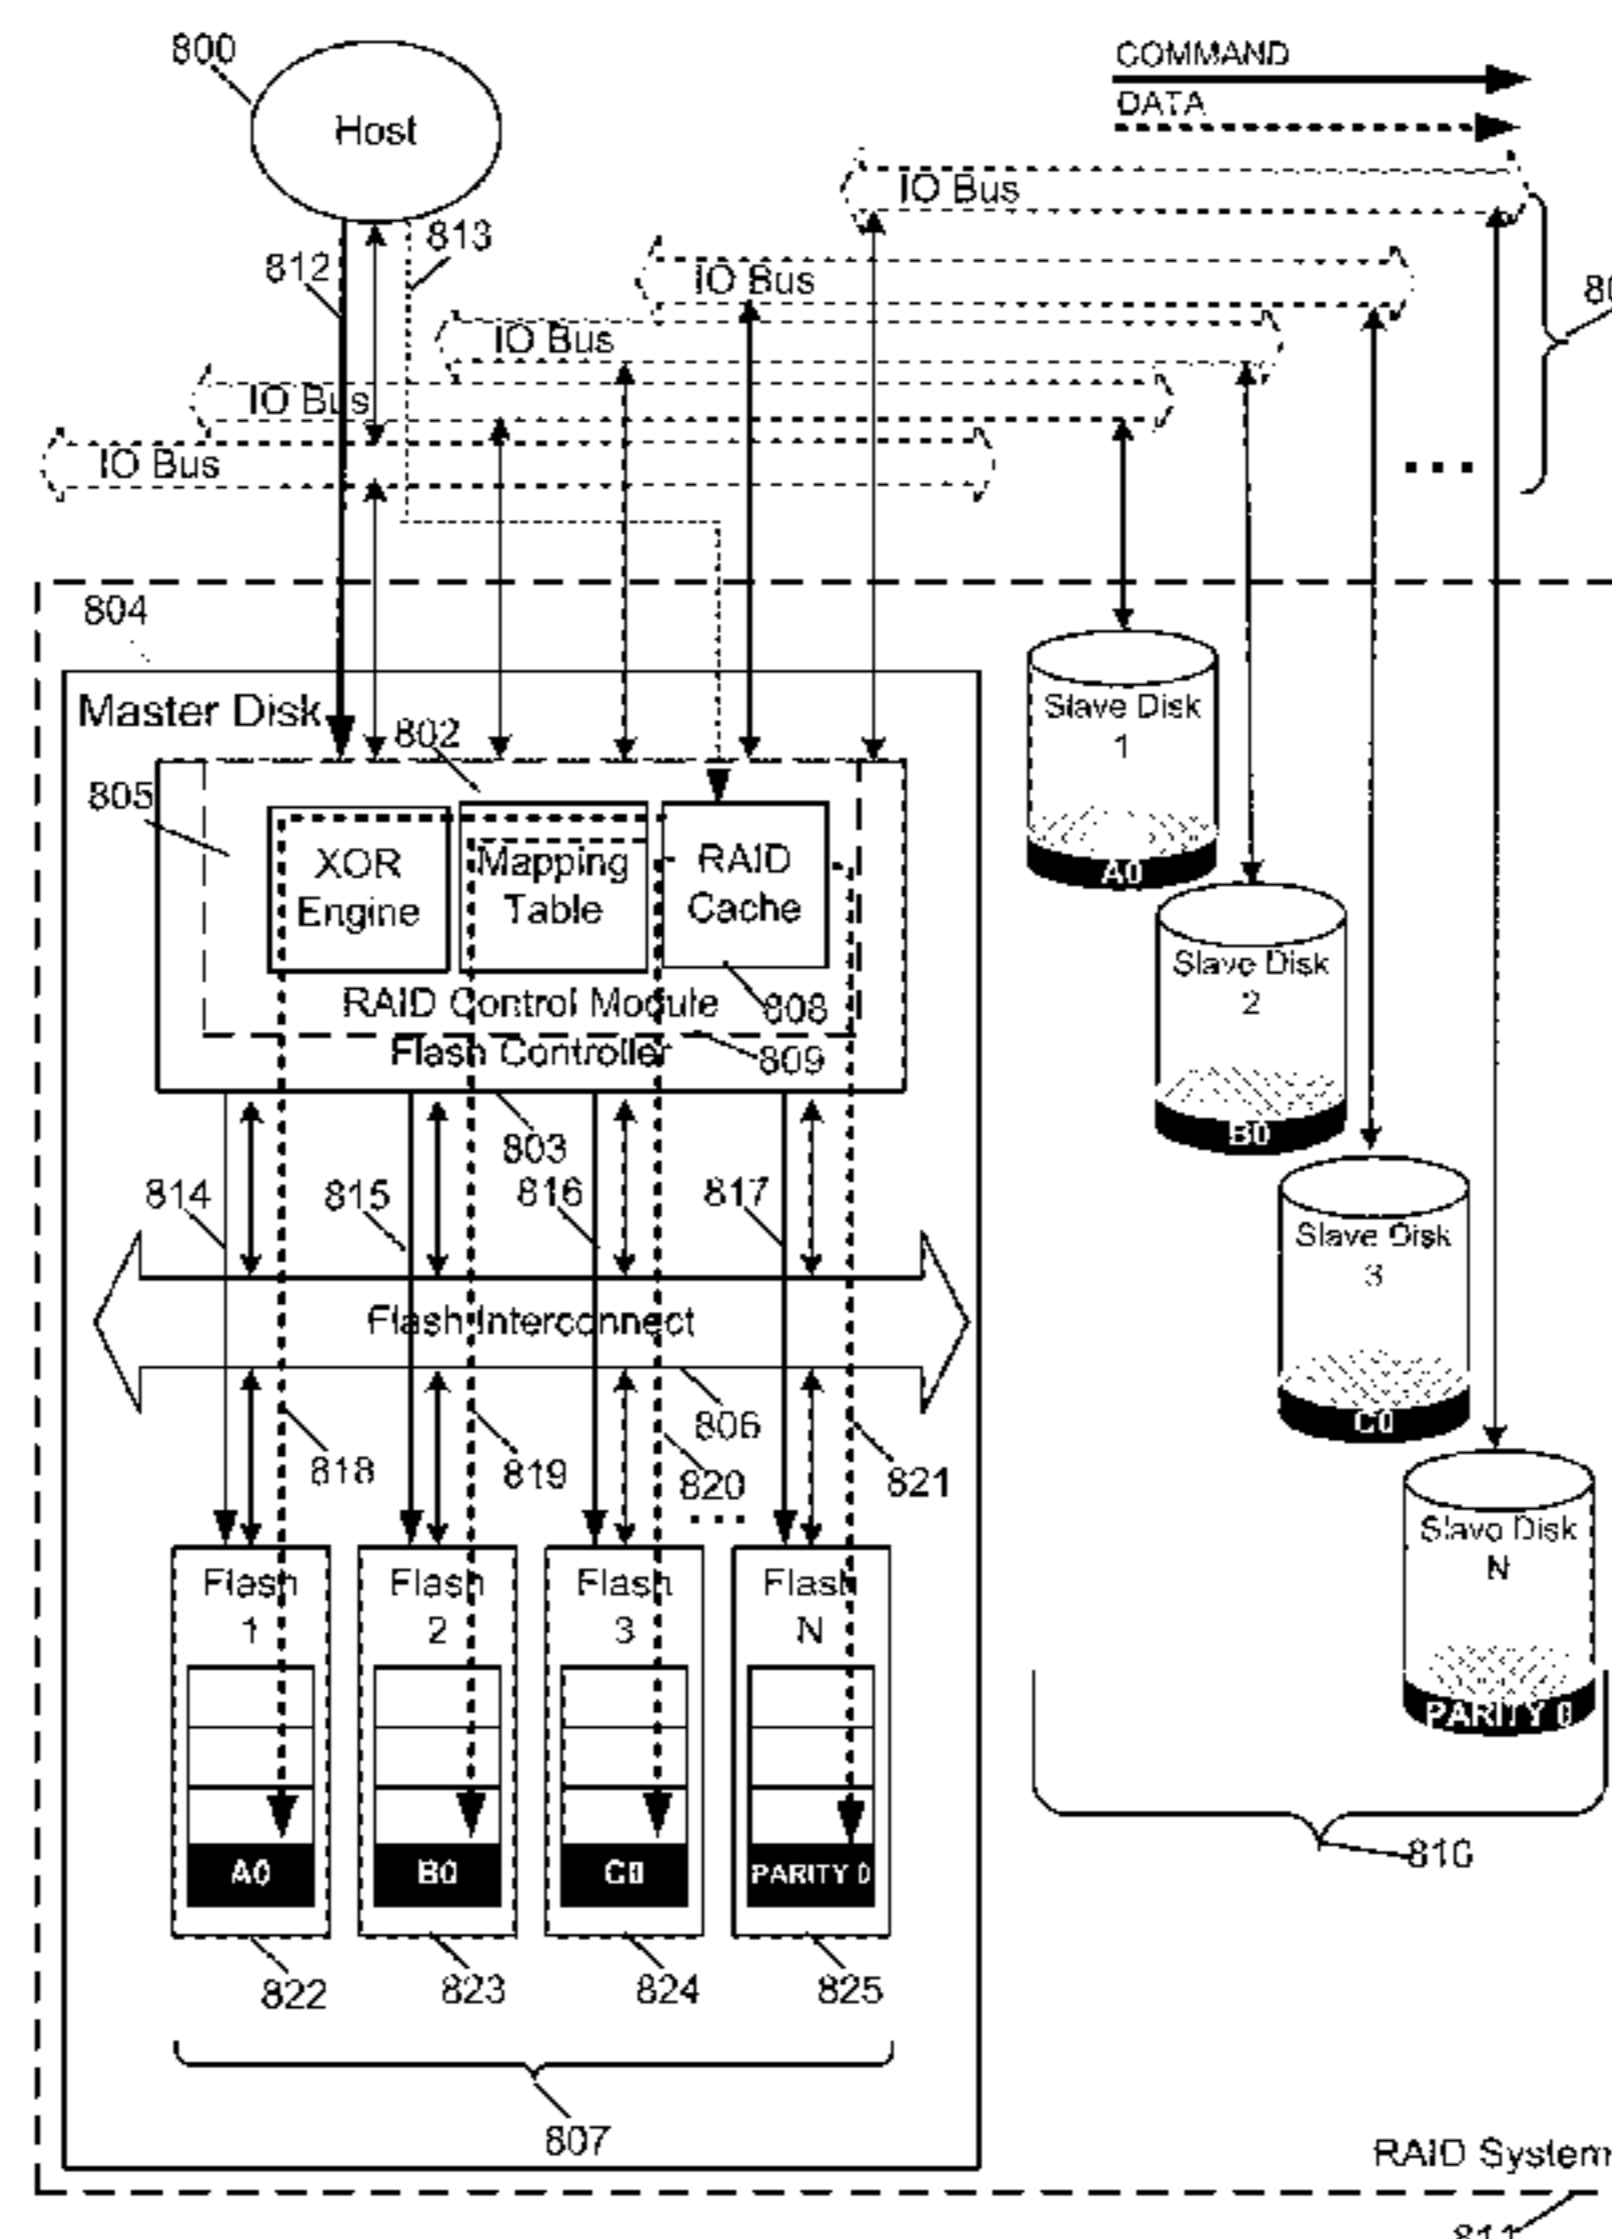 800
Host
COMMAND
DATA
IO Bus
813
812
IO Bus
IO Bus
IO Bus
IO Bus
...
804
Master Disk
802
805
XOR
Engine
Mapping
Table
RAID
Cache
RAID Control Module
808
Flash Controller
809
803
814
815
816
817
Flash Interconnect
806
818
819
820
821
...
Flash
1
Flash
2
Flash
3
Flash
N
A0
B0
C0
PARITY 0
822
823
824
825
807
Slave Disk
1
A0
Slave Disk
2
B0
Slave Disk
3
C0
Slave Disk
N
PARITY 0
810
RAID System
811